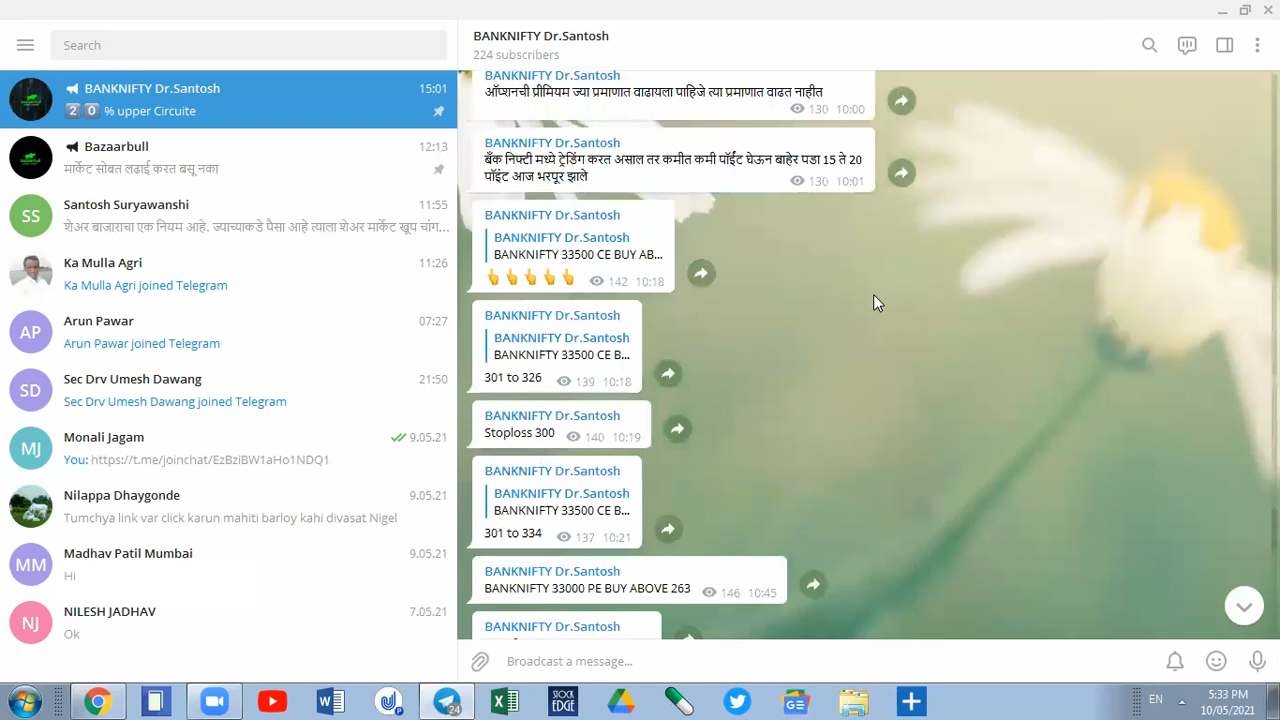 Search
BANKNIFTY Dr.Santosh
15:01
2 0 % upper Circuite
Bazaarbull
12:13
मार्केट सोबत लढाई करत बसू नका
SS
Santosh Suryawanshi
11:55
शेअर बाजाराचा एक नियम आहे. ज्याच्याकडे पैसा आहे त्याला शेअर मार्केट खूप चांग...
Ka Mulla Agri
11:26
Ka Mulla Agri joined Telegram
AP
Arun Pawar
07:27
Arun Pawar joined Telegram
SD
Sec Drv Umesh Dawang
21:50
Sec Drv Umesh Dawang joined Telegram
MJ
Monali Jagam
9.05.21
You: https://t.me/joinchat/EzBziBW1aHo1NDQ1
Nilappa Dhaygonde
9.05.21
Tumchya link var click karun mahiti barloy kahi divasat Nigel
MM
Madhav Patil Mumbai
9.05.21
Hi
NJ
NILESH JADHAV
7.05.21
Ok
BANKNIFTY Dr.Santosh
224 subscribers
BANKNIFTY Dr.Santosh
ऑप्शनची प्रीमियम ज्या प्रमाणात वाढायला पाहिजे त्या प्रमाणात वाढत नाहीत
130 10:00
BANKNIFTY Dr.Santosh
बँक निफ्टी मध्ये ट्रेडिंग करत असाल तर कमीत कमी पॉईंट घेऊन बाहेर पडा 15 ते 20
पॉइंट आज भरपूर झाले
130 10:01
BANKNIFTY Dr.Santosh
BANKNIFTY Dr.Santosh
BANKNIFTY 33500 CE BUY AB...
142 10:18
BANKNIFTY Dr.Santosh
BANKNIFTY Dr.Santosh
BANKNIFTY 33500 CE B...
301 to 326 139 10:18
BANKNIFTY Dr.Santosh
Stoploss 300 140 10:19
BANKNIFTY Dr.Santosh
BANKNIFTY Dr.Santosh
BANKNIFTY 33500 CE B...
301 to 334 137 10:21
BANKNIFTY Dr.Santosh
BANKNIFTY 33000 PE BUY ABOVE 263 146 10:45
BANKNIFTY Dr.Santosh
Broadcast a message...
24
STOCK
EDGE
GE
EN
5:33 PM
10/05/2021